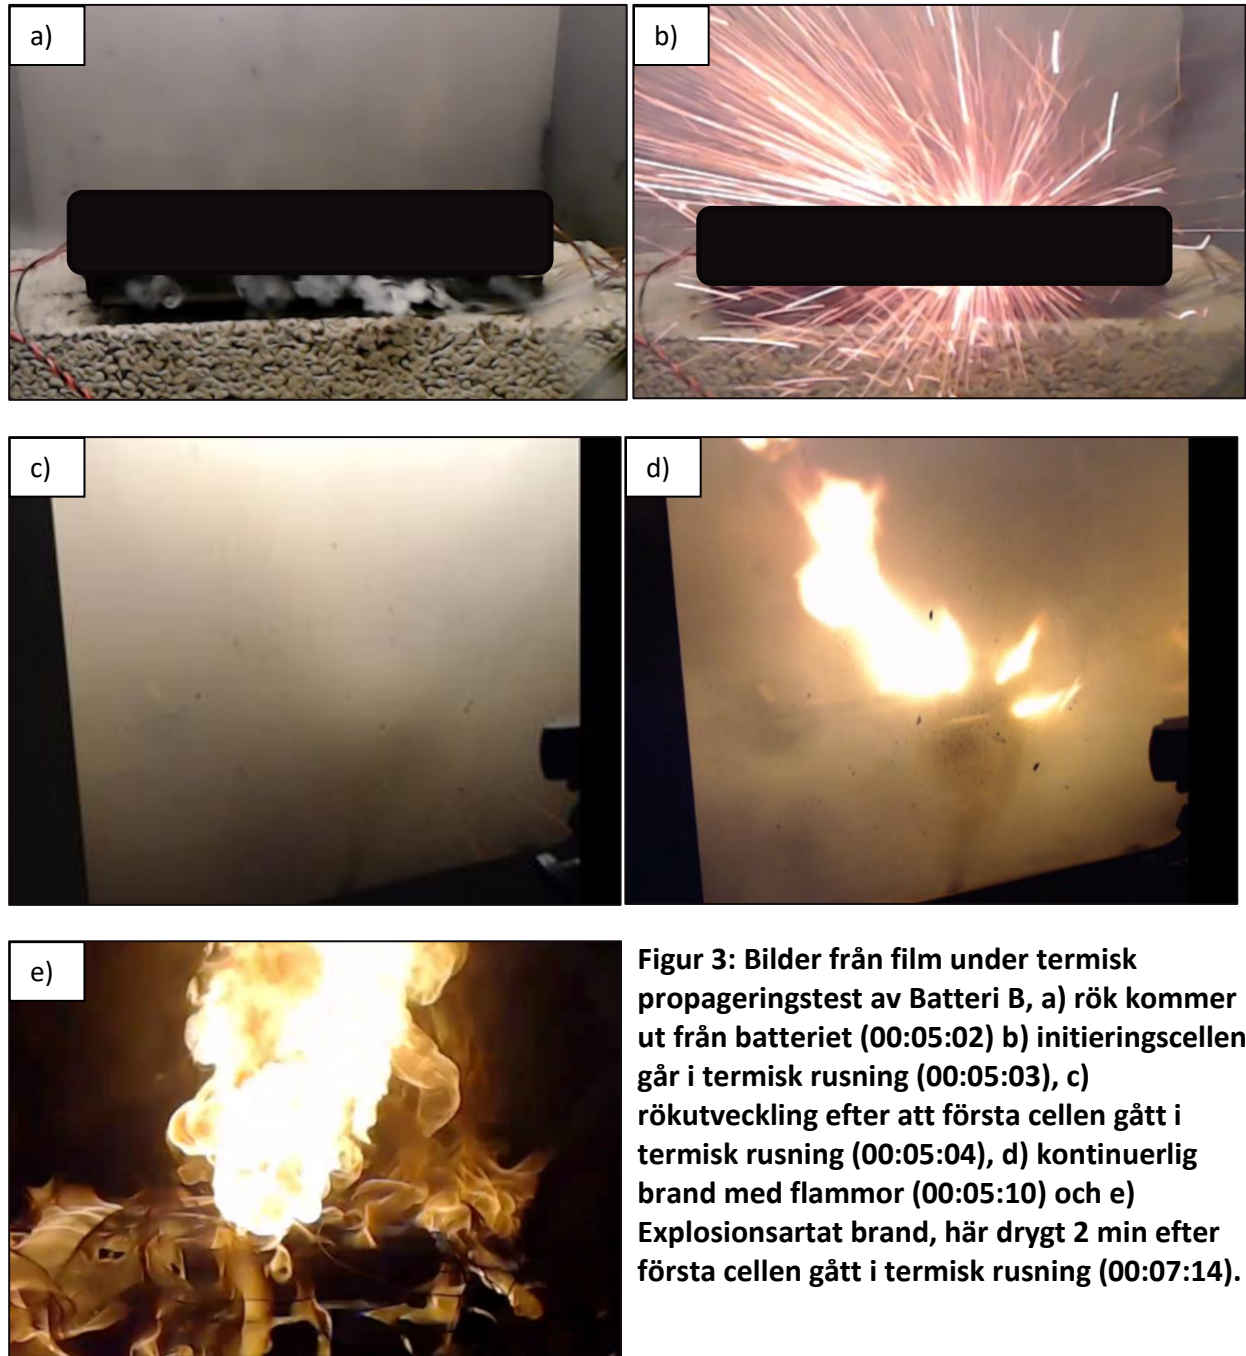 a)
b)
c)
d)
e)
Figur 3: Bilder från film under termisk
propageringstest av Batteri B, a) rök kommer
ut från batteriet (00:05:02) b) initieringscellen
går i termisk rusning (00:05:03), c)
rökutveckling efter att första cellen gått i
termisk rusning (00:05:04), d) kontinuerlig
brand med flammor (00:05:10) och e)
Explosionsartat brand, här drygt 2 min efter
första cellen gått i termisk rusning (00:07:14).